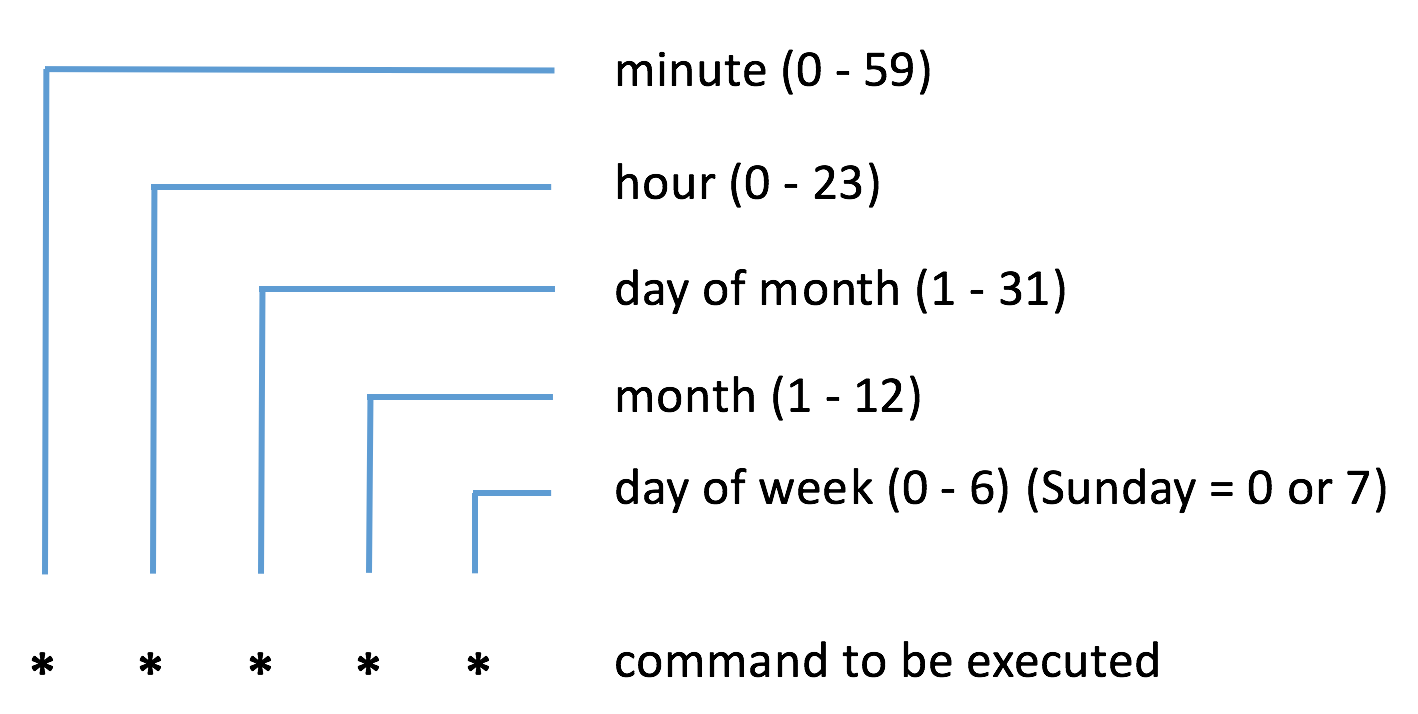 minute (0 - 59)
hour (0 - 23)
day of month (1 - 31)
month (1 - 12)
day of week (0 - 6) (Sunday = 0 or 7)
* * * * * command to be executed